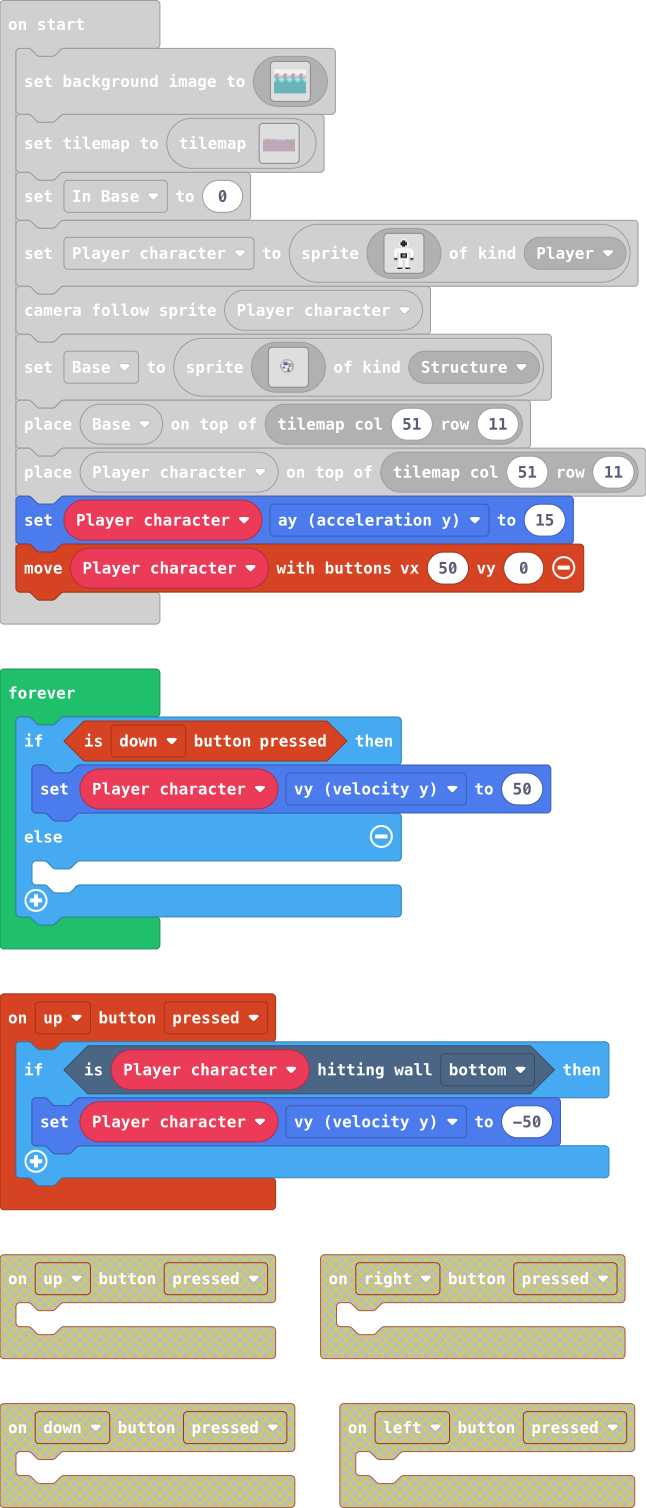 on start
set background image to
set tilemap to tilemap
set In Base to 0
set Player character to sprite of kind Player
camera follow sprite Player character
set Base to sprite of kind Structure
place Base on top of tilemap col 51 row 11
place Player character on top of tilemap col 51 row 11
set Player character ay (acceleration y) to 15
move Player character with buttons vx 50 vy 0
forever
if is down button pressed then
set Player character vy (velocity y) to 50
else
on up button pressed
if is Player character hitting wall bottom then
set Player character vy (velocity y) to -50
on up button pressed
on right button pressed
on down button pressed
on left button pressed